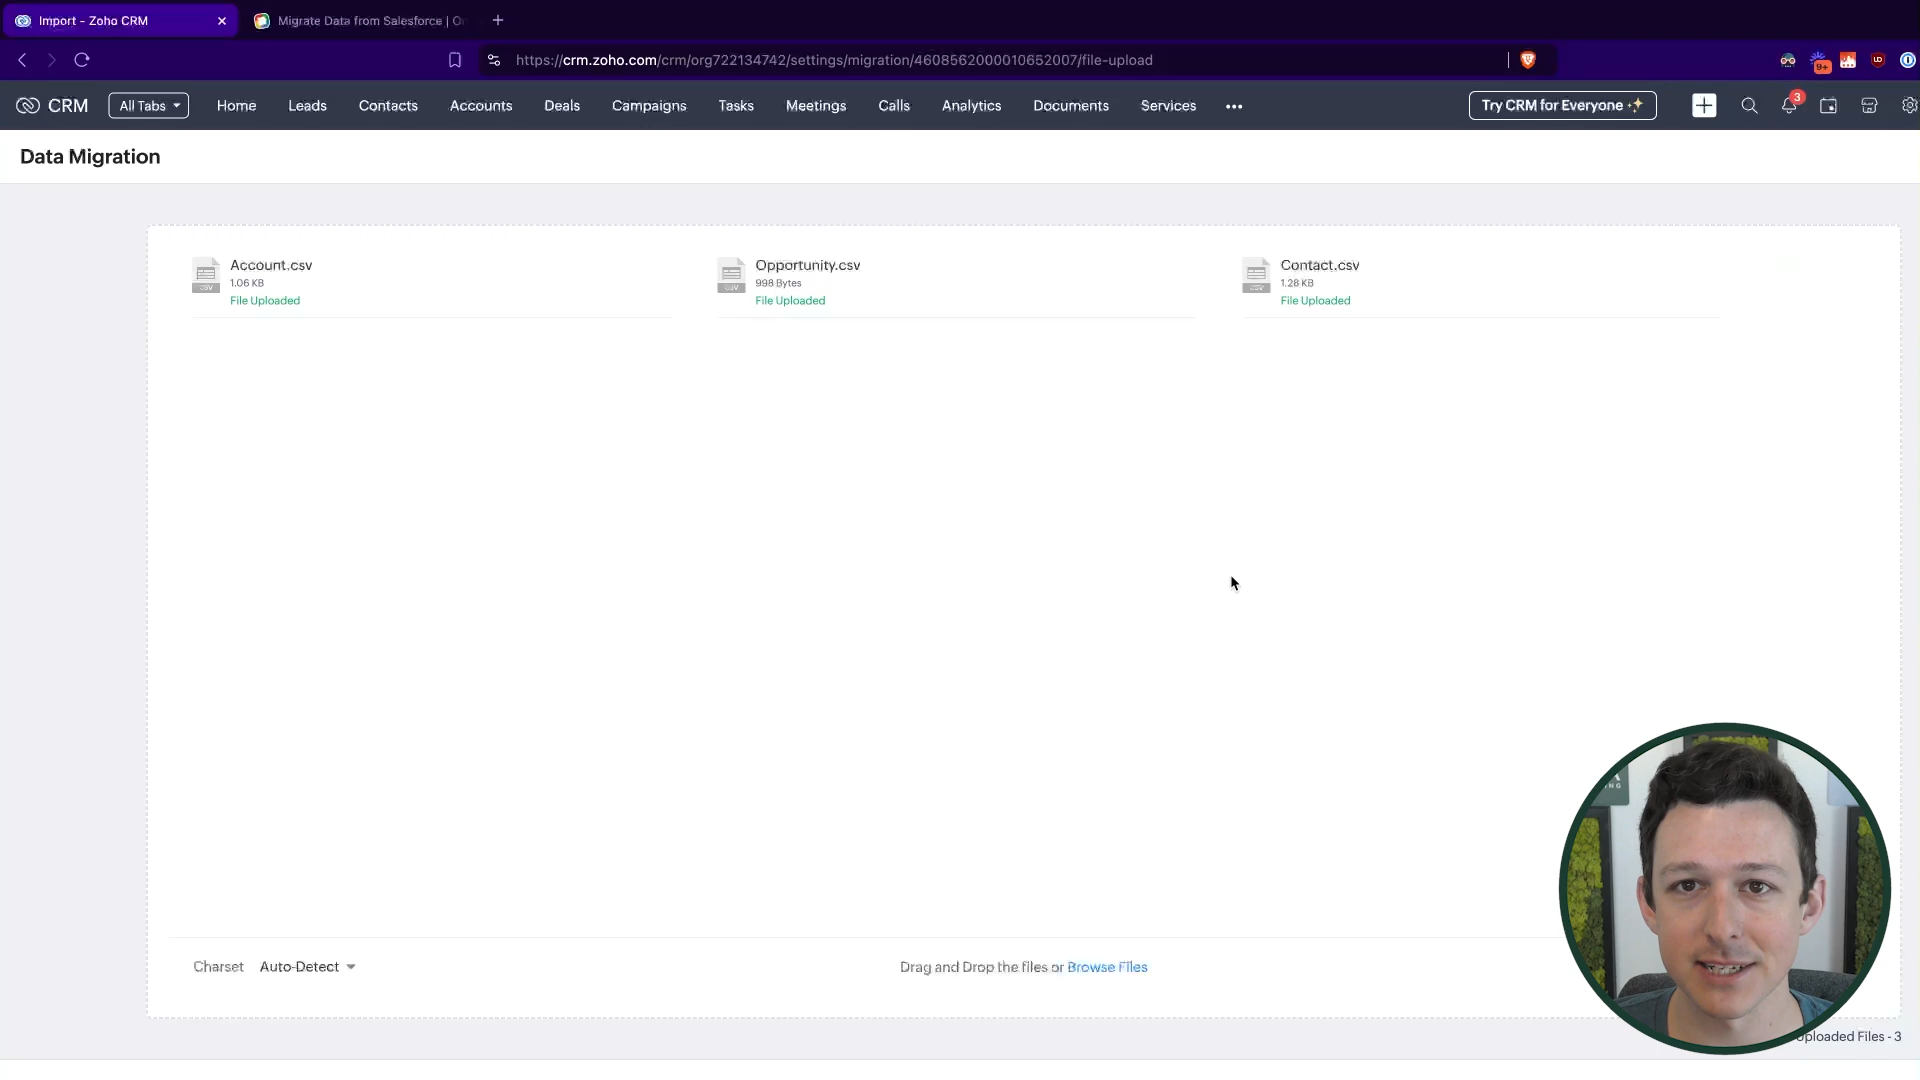 Import - Zoho CRM
Migrate Data from Salesforce | On
https://crm.zoho.com/crm/org722134742/settings/migration/4608562000010652007/file-upload
9+
CRM
All Tabs
Home
Leads
Contacts
Accounts
Deals
Campaigns
Tasks
Meetings
Calls
Analytics
Documents
Services
Try CRM for Everyone
3
Data Migration
Account.csv
1.06 KB
File Uploaded
Opportunity.csv
998 Bytes
File Uploaded
Contact.csv
1.28 KB
File Uploaded
Charset Auto-Detect
Drag and Drop the files or Browse Files
Uploaded Files - 3